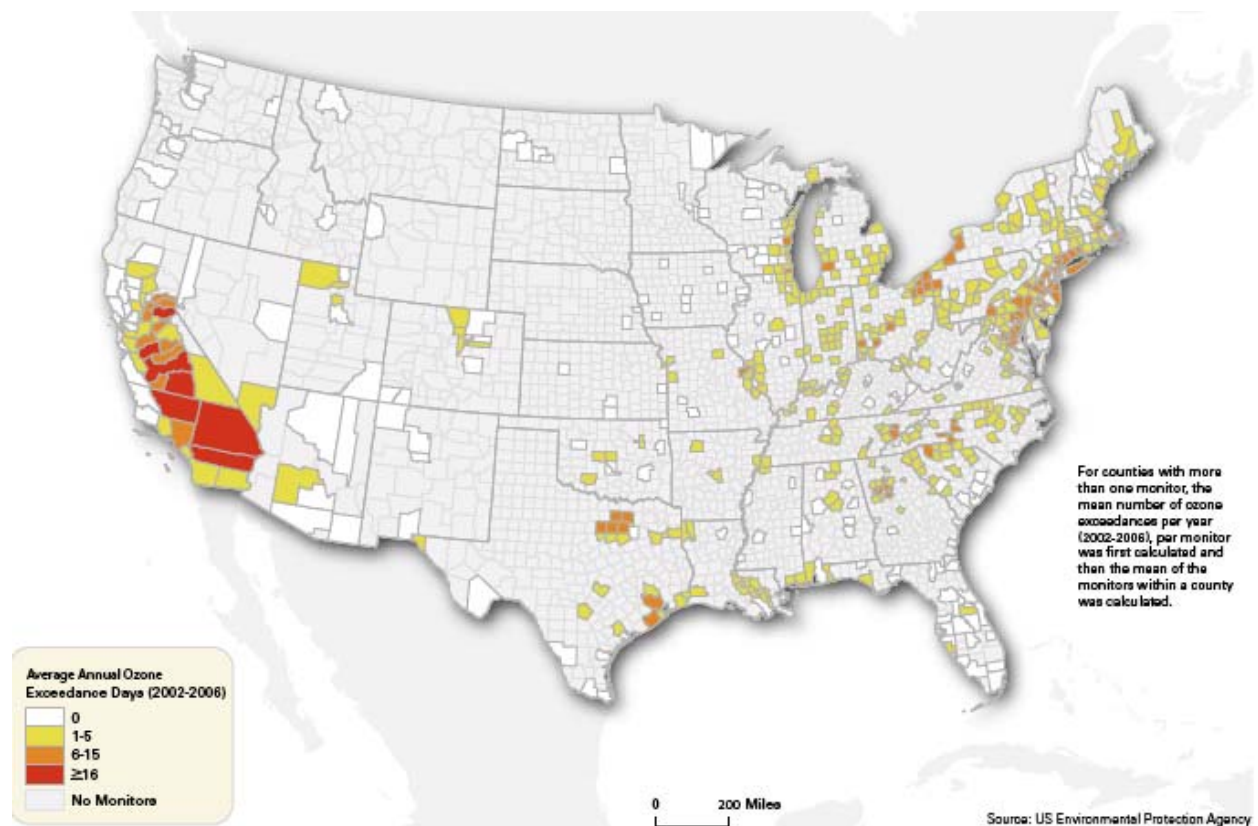 For counties with more
than one monitor, the
mean number of ozone
exceedances per year
(2002-2006), per monitor
was first calculated and
then the mean of the
monitors within a county
was calculated.
Average Annual Ozone
Exceedance Days (2002-2006)
0
1-5
6-15
≥16
No Monitors
0 200 Miles
Source: US Environmental Protection Agency